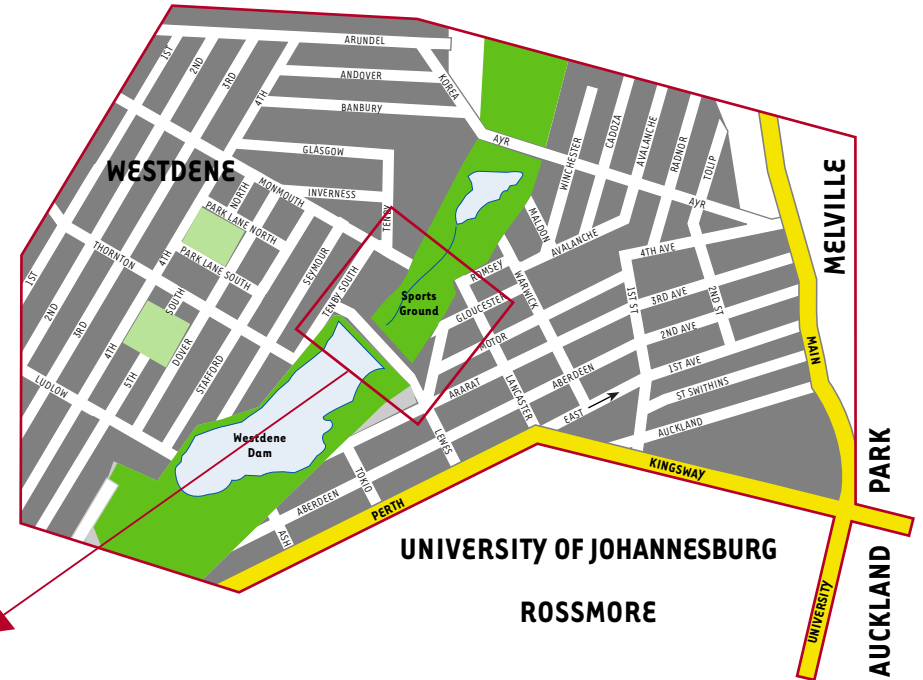 ARUNDEL
1ST
2ND
3RD
4TH
ANDOVER
KOREA
BANBURY
AYR
GLASGOW
WESTDENE
MONMOUTH
INVERNESS
NORTH
PARK LANE NORTH
TENBY
WINCHESTER
CADOZA
AVALANCHE
RADNOR
TOLIP
AYR
MELVILLE
MALDON
AVALANCHE
THORNTON
4TH
PARK LANE SOUTH
SEYMOUR
TENBY SOUTH
ROMSEY
WARWICK
4TH AVE
1ST
2ND
3RD
4TH
5TH
SOUTH
DOVER
STAFFORD
Sports
Ground
GLOUCESTER
1ST ST
3RD AVE
2ND ST
2ND AVE
MOTOR
MAIN
LUDLOW
ARARAT
LANCASTER
ABERDEEN
1ST AVE
ST SWITHINS
EAST
AUCKLAND
Westdene
Dam
LEWES
TOKIO
ABERDEEN
ASH
PERTH
KINGSWAY
PARK
AUCKLAND
UNIVERSITY OF JOHANNESBURG
ROSSMORE
UNIVERSITY